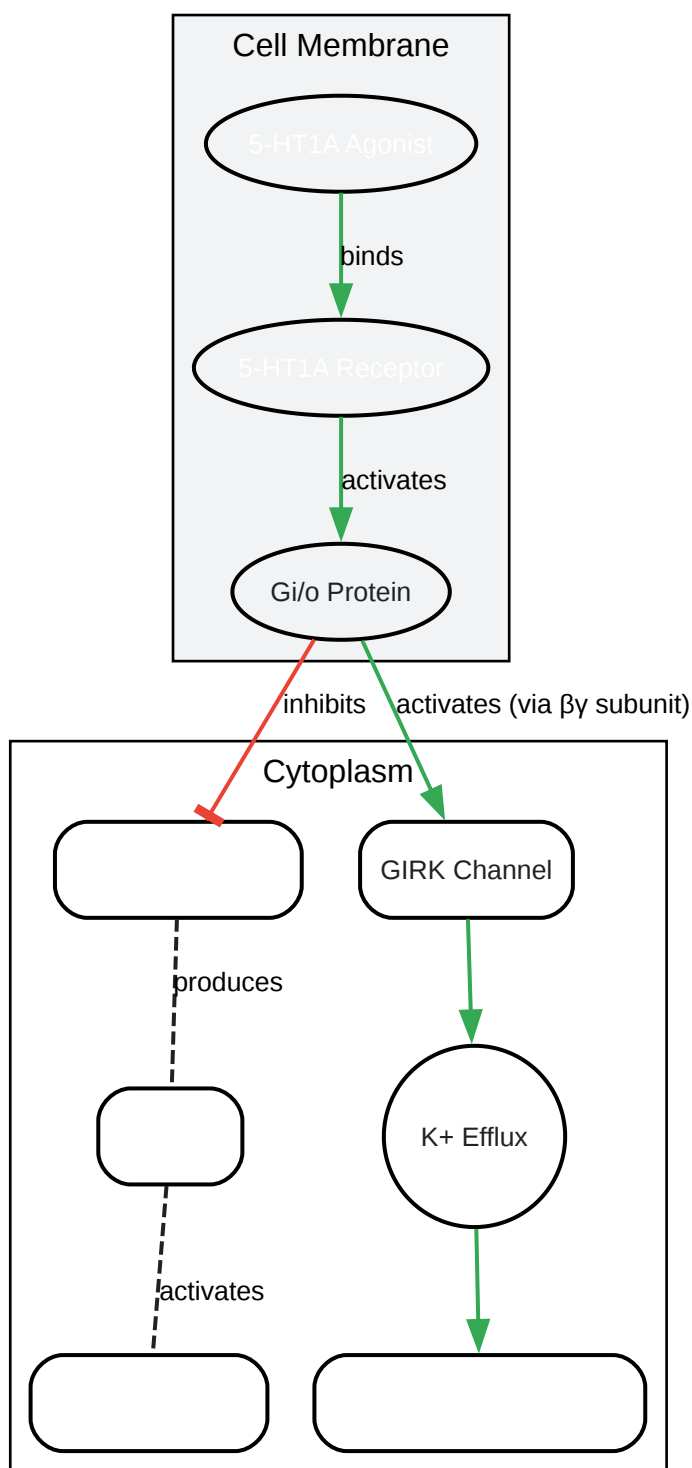 Cell Membrane
5-HT1A Agonist
binds
5-HT1A Receptor
activates
Gi/o Protein
inhibits
activates (via βγ subunit)
Cytoplasm
GIRK Channel
produces
K+ Efflux
activates